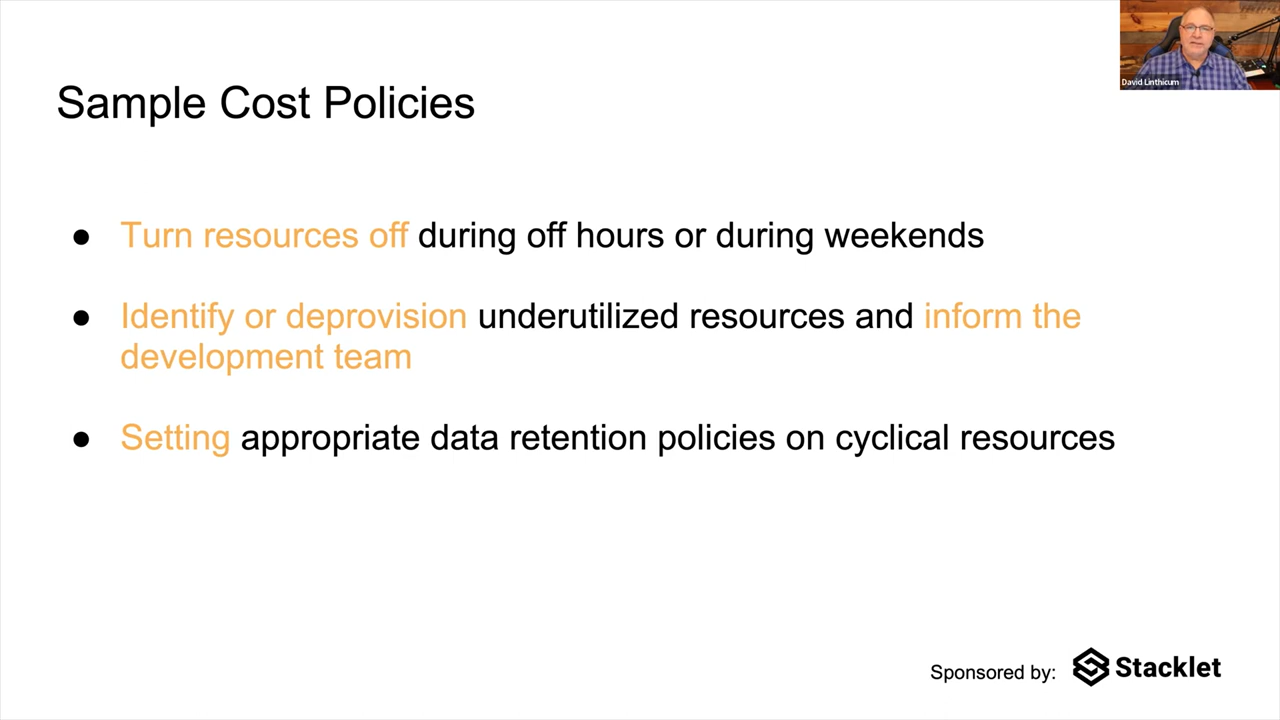 David Linthicum
Sample Cost Policies
● Turn resources off during off hours or during weekends
● Identify or deprovision underutilized resources and inform the
development team
● Setting appropriate data retention policies on cyclical resources
Sponsored by: Stacklet